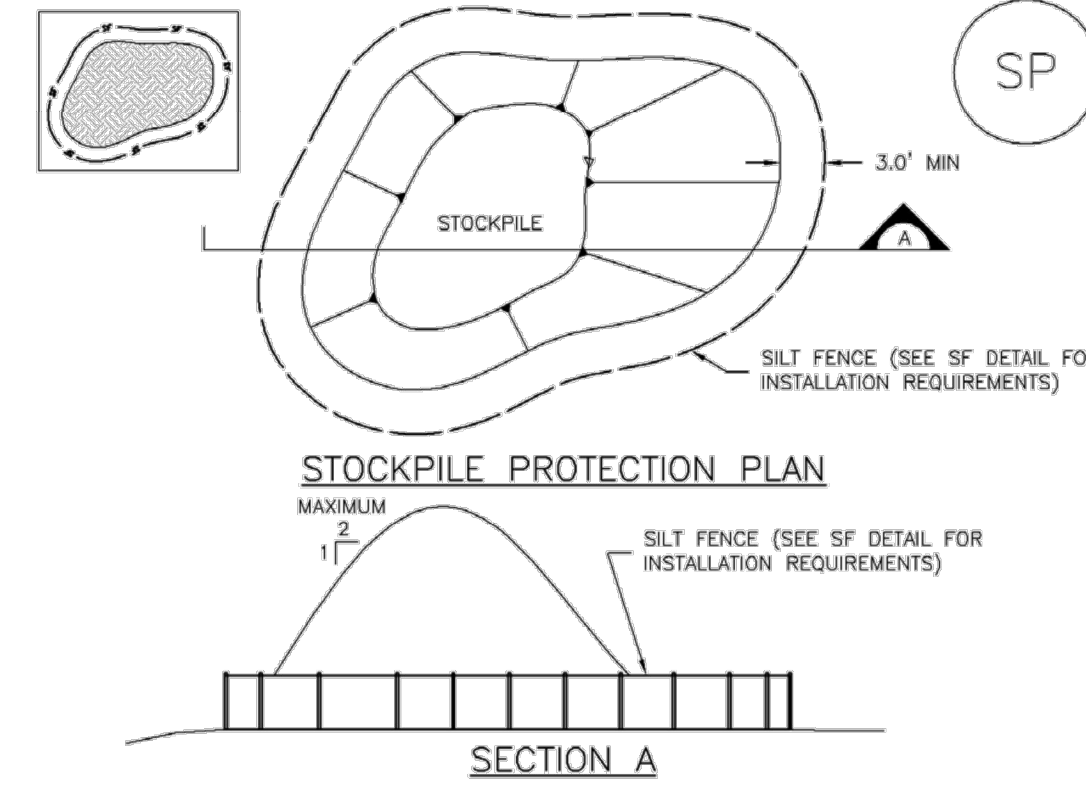 SP
3.0' MIN
STOCKPILE
A
SILT FENCE (SEE SF DETAIL FO
INSTALLATION REQUIREMENTS)
STOCKPILE PROTECTION PLAN
MAXIMUM
2
1
SILT FENCE (SEE SF DETAIL FOR
INSTALLATION REQUIREMENTS)
SECTION A